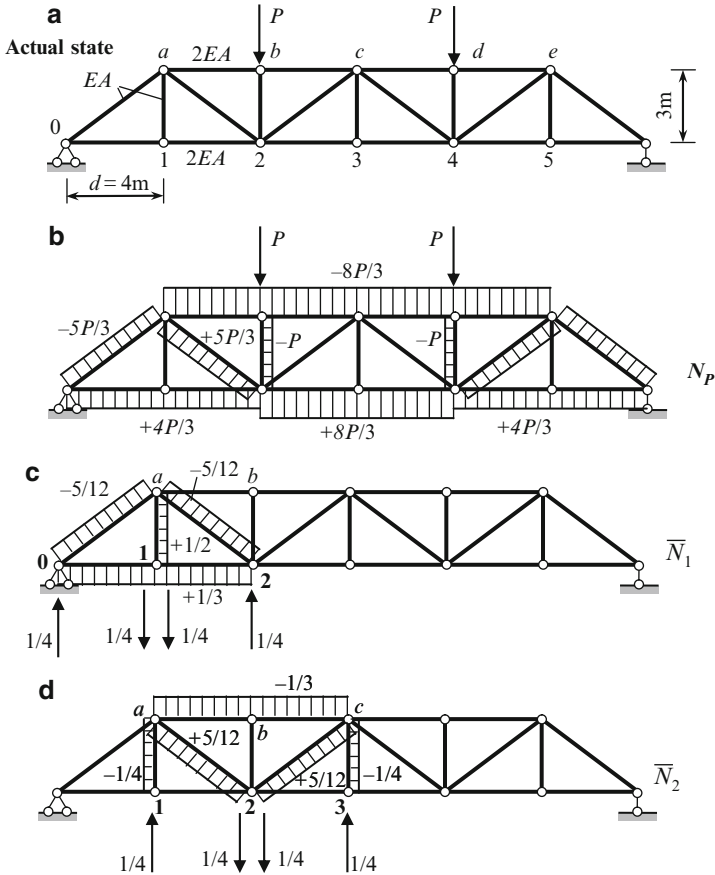 a
Actual state
P
P
a
2EA
b
c
d
e
EA
0
3m
1
2EA
2
3
4
5
d = 4m
b
P
P
–8P/3
–5P/3
+5P/3
–P
–P
N_P
+4P/3
+8P/3
+4P/3
c
–5/12
a
–5/12
b
0
1
+1/2
2
N̅_1
+1/3
1/4
1/4
1/4
1/4
d
–1/3
a
c
b
+5/12
–1/4
+5/12
–1/4
N̅_2
1
2
3
1/4
1/4
1/4
1/4